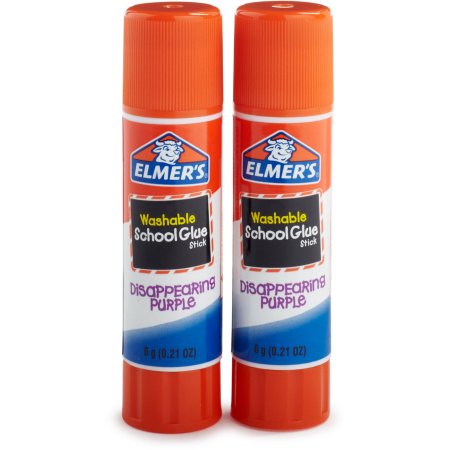 ELMER'S
Washable
School Glue
Stick
DISAPPEARING
PURPLE
6 g (0.21 OZ)
ELMER'S
Washable
School Glue
Stick
DISAPPEARING
PURPLE
6 g (0.21 OZ)